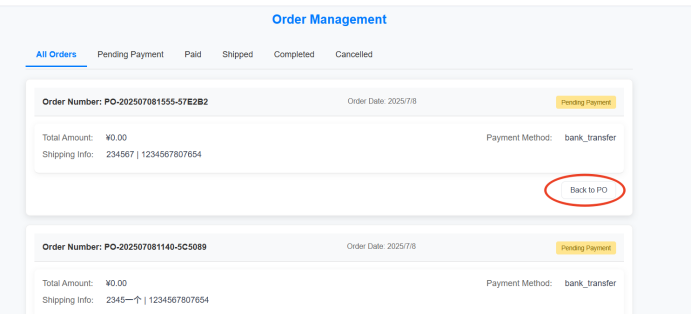 Order Management
All Orders Pending Payment Paid Shipped Completed Cancelled
Order Number: PO-202507081555-57E2B2 Order Date: 2025/7/8 Pending Payment
Total Amount: ¥0.00 Payment Method: bank_transfer
Shipping Info: 234567 | 1234567807654
Back to PO
Order Number: PO-202507081140-5C5089 Order Date: 2025/7/8 Pending Payment
Total Amount: ¥0.00 Payment Method: bank_transfer
Shipping Info: 2345一个 | 1234567807654